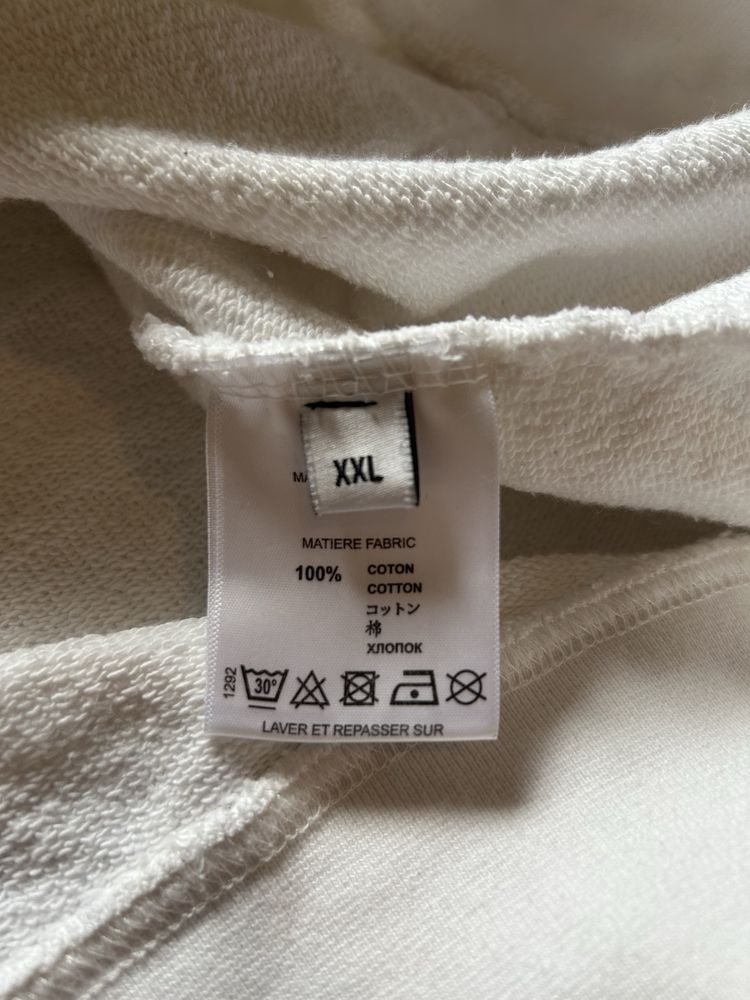 XXL
MATIERE FABRIC
100% COTON
COTTON
コットン
棉
ХЛОПОК
1292
30°
LAVER ET REPASSER SUR